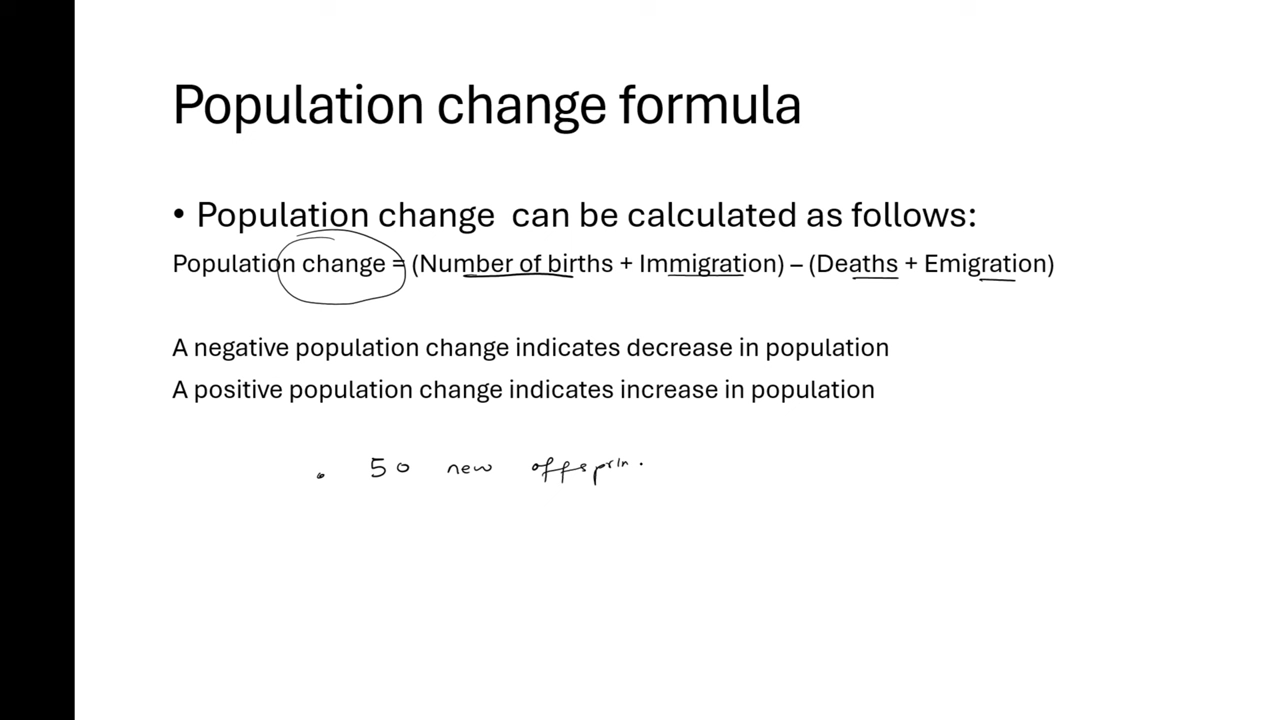 Population change formula
• Population change can be calculated as follows:
Population change = (Number of births + Immigration) – (Deaths + Emigration)
A negative population change indicates decrease in population
A positive population change indicates increase in population
• 50 new offsprin